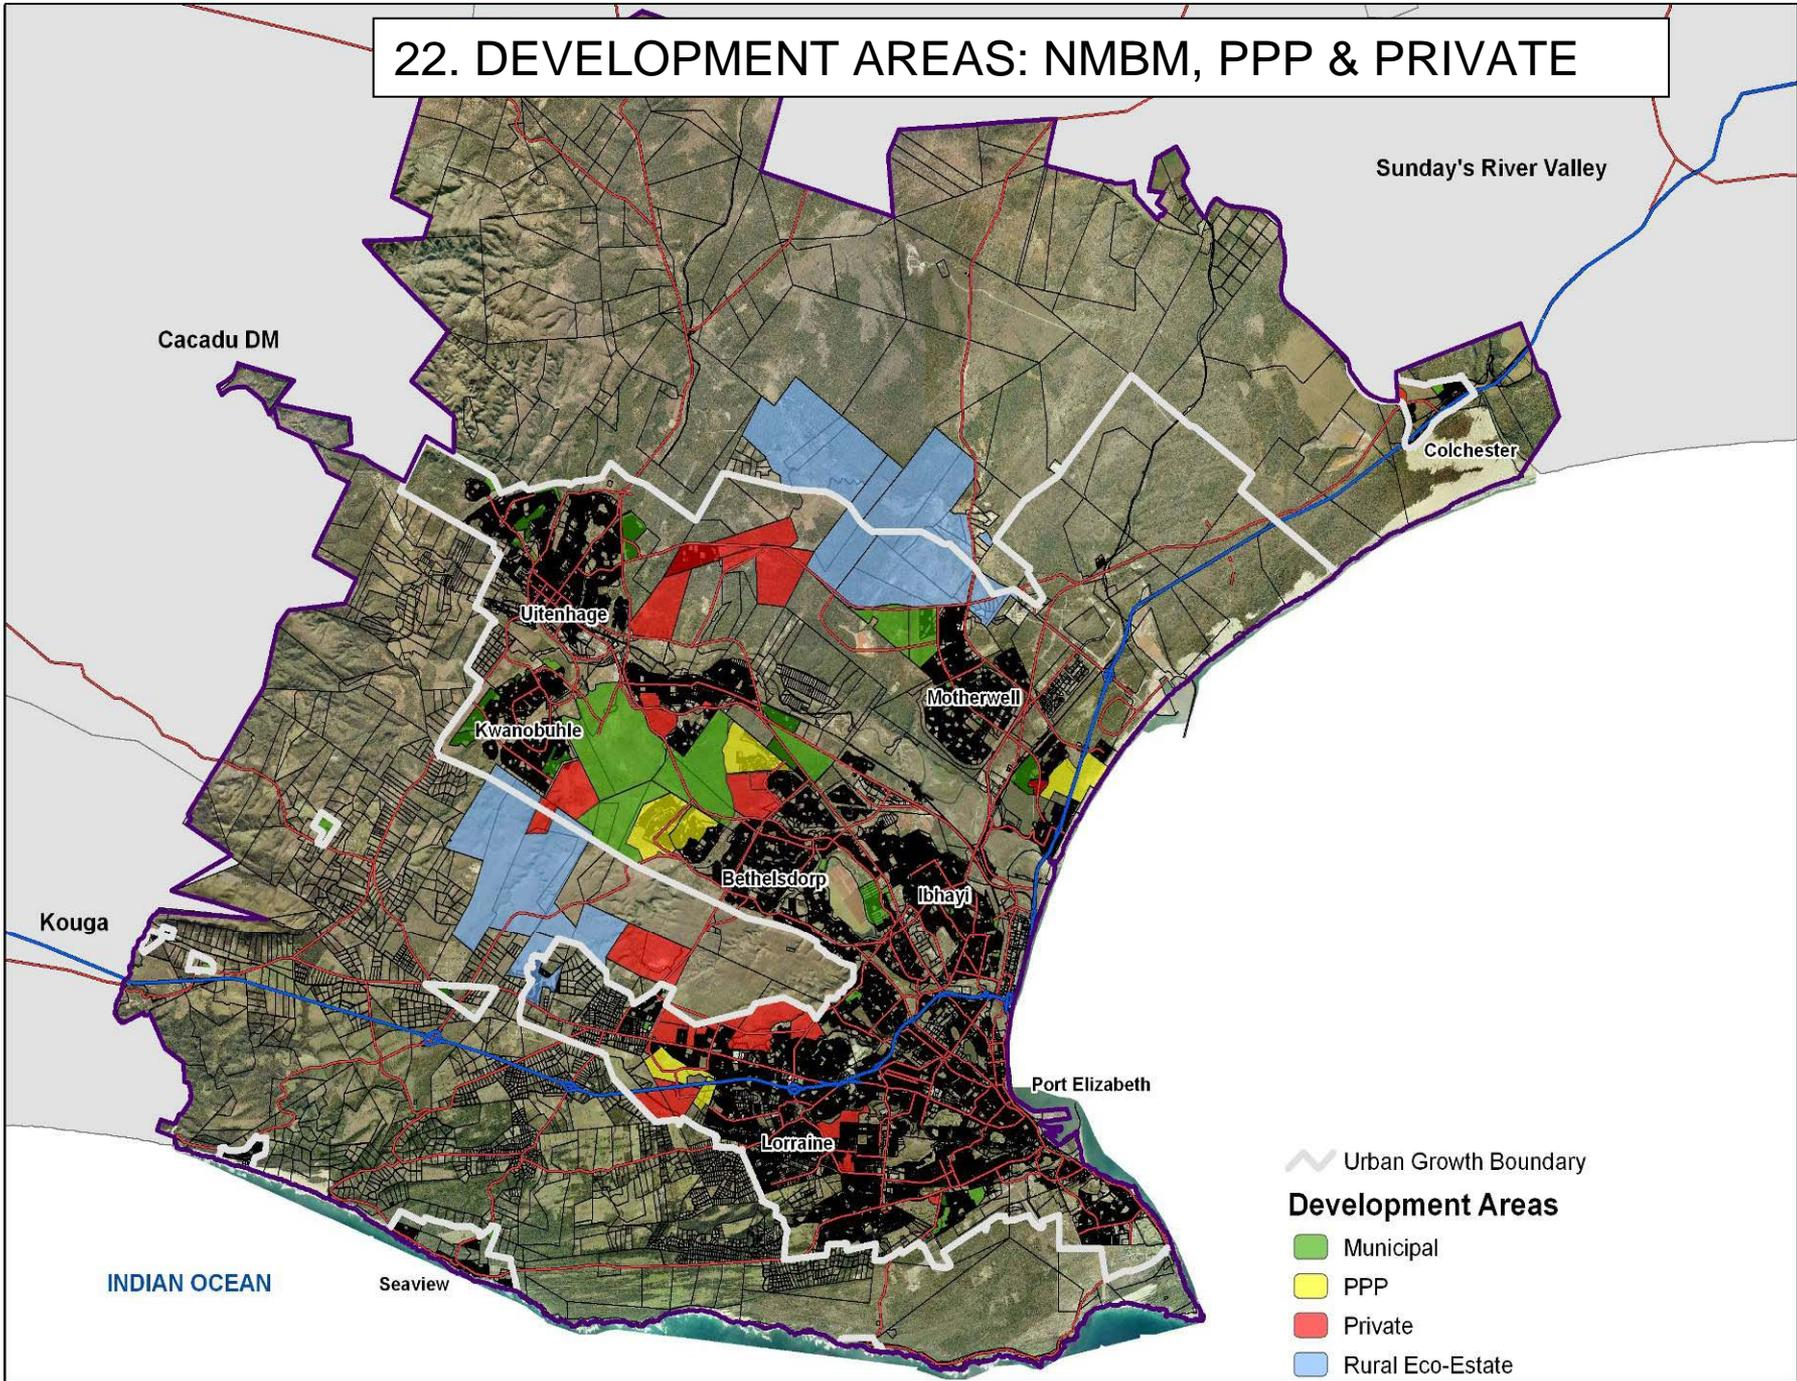 22. DEVELOPMENT AREAS: NMBM, PPP & PRIVATE
Sunday's River Valley
Cacadu DM
Colchester
Uitenhage
Motherwell
Kwanobuhle
Bethelsdorp
Ibhayi
Kouga
Port Elizabeth
Lorraine
Seaview
INDIAN OCEAN
Urban Growth Boundary
Development Areas
Municipal
PPP
Private
Rural Eco-Estate